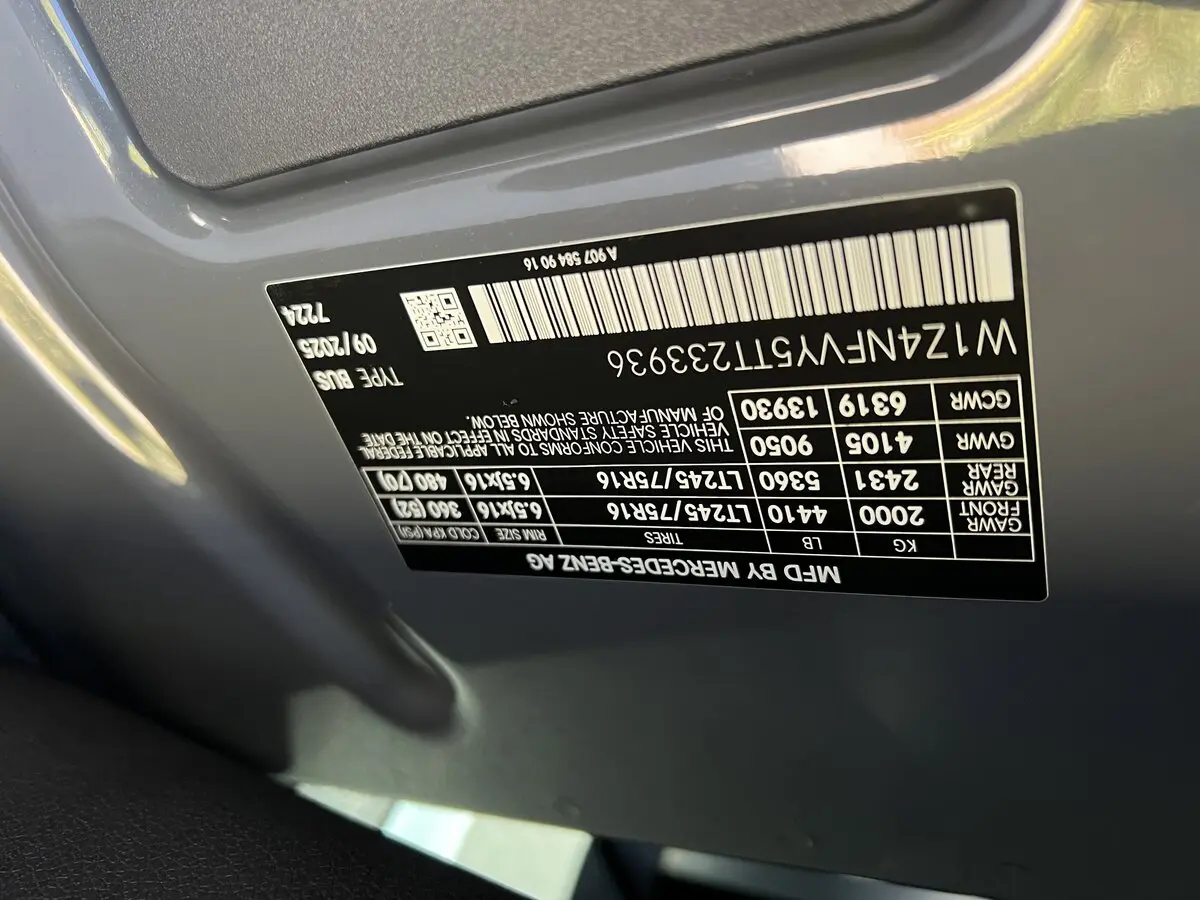 MFD BY MERCEDES-BENZ AG
KG LB TIRES RIM SIZE COLD KPA (PSI)
GAWR FRONT 2000 4410 LT245/75R16 6.5Jx16 360 (52)
GAWR REAR 2431 5360 LT245/75R16 6.5Jx16 480 (70)
GVWR 4105 9050
GCWR 6319 13930
THIS VEHICLE CONFORMS TO ALL APPLICABLE FEDERAL
VEHICLE SAFETY STANDARDS IN EFFECT ON THE DATE
OF MANUFACTURE SHOWN BELOW.
W1Z4NFVY5TT233936
TYPE BUS
09/2025
7224
A 907 584 90 16